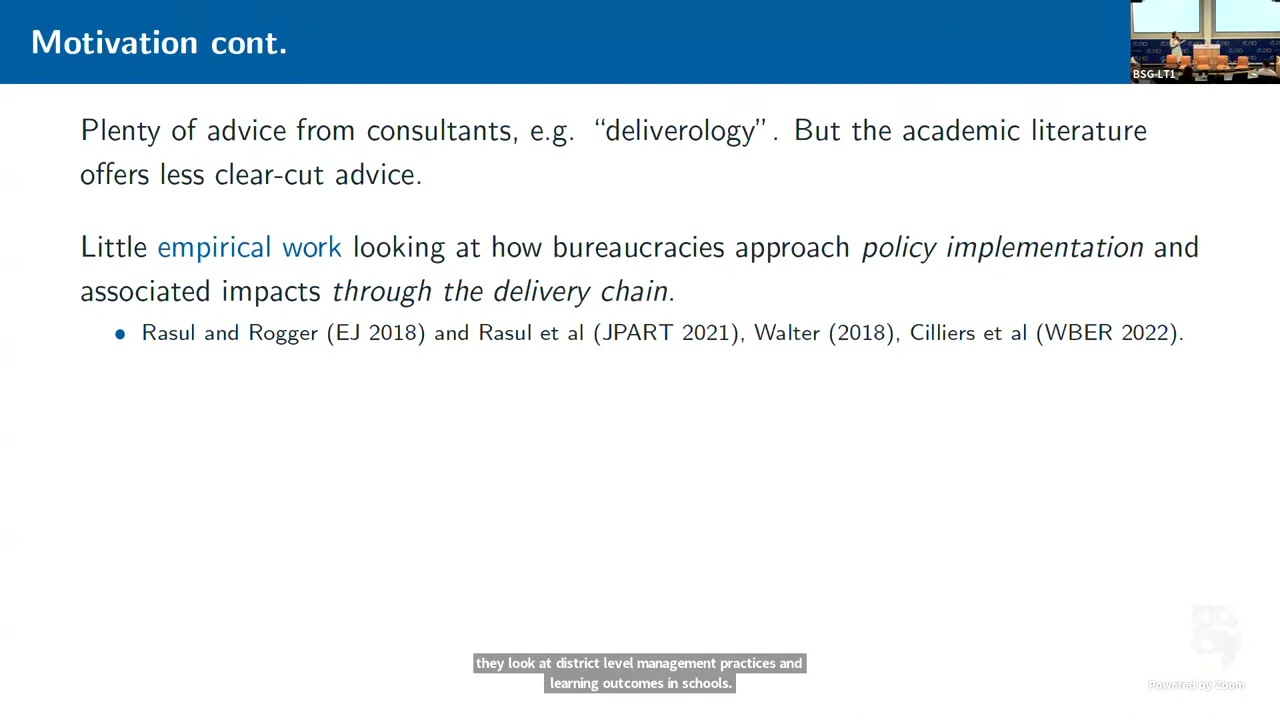 Motivation cont.
BSG-LT1
Plenty of advice from consultants, e.g. “deliverology”. But the academic literature
offers less clear-cut advice.
Little empirical work looking at how bureaucracies approach policy implementation and
associated impacts through the delivery chain.
• Rasul and Rogger (EJ 2018) and Rasul et al (JPART 2021), Walter (2018), Cilliers et al (WBER 2022).
they look at district level management practices and
learning outcomes in schools.
Powered by Zoom